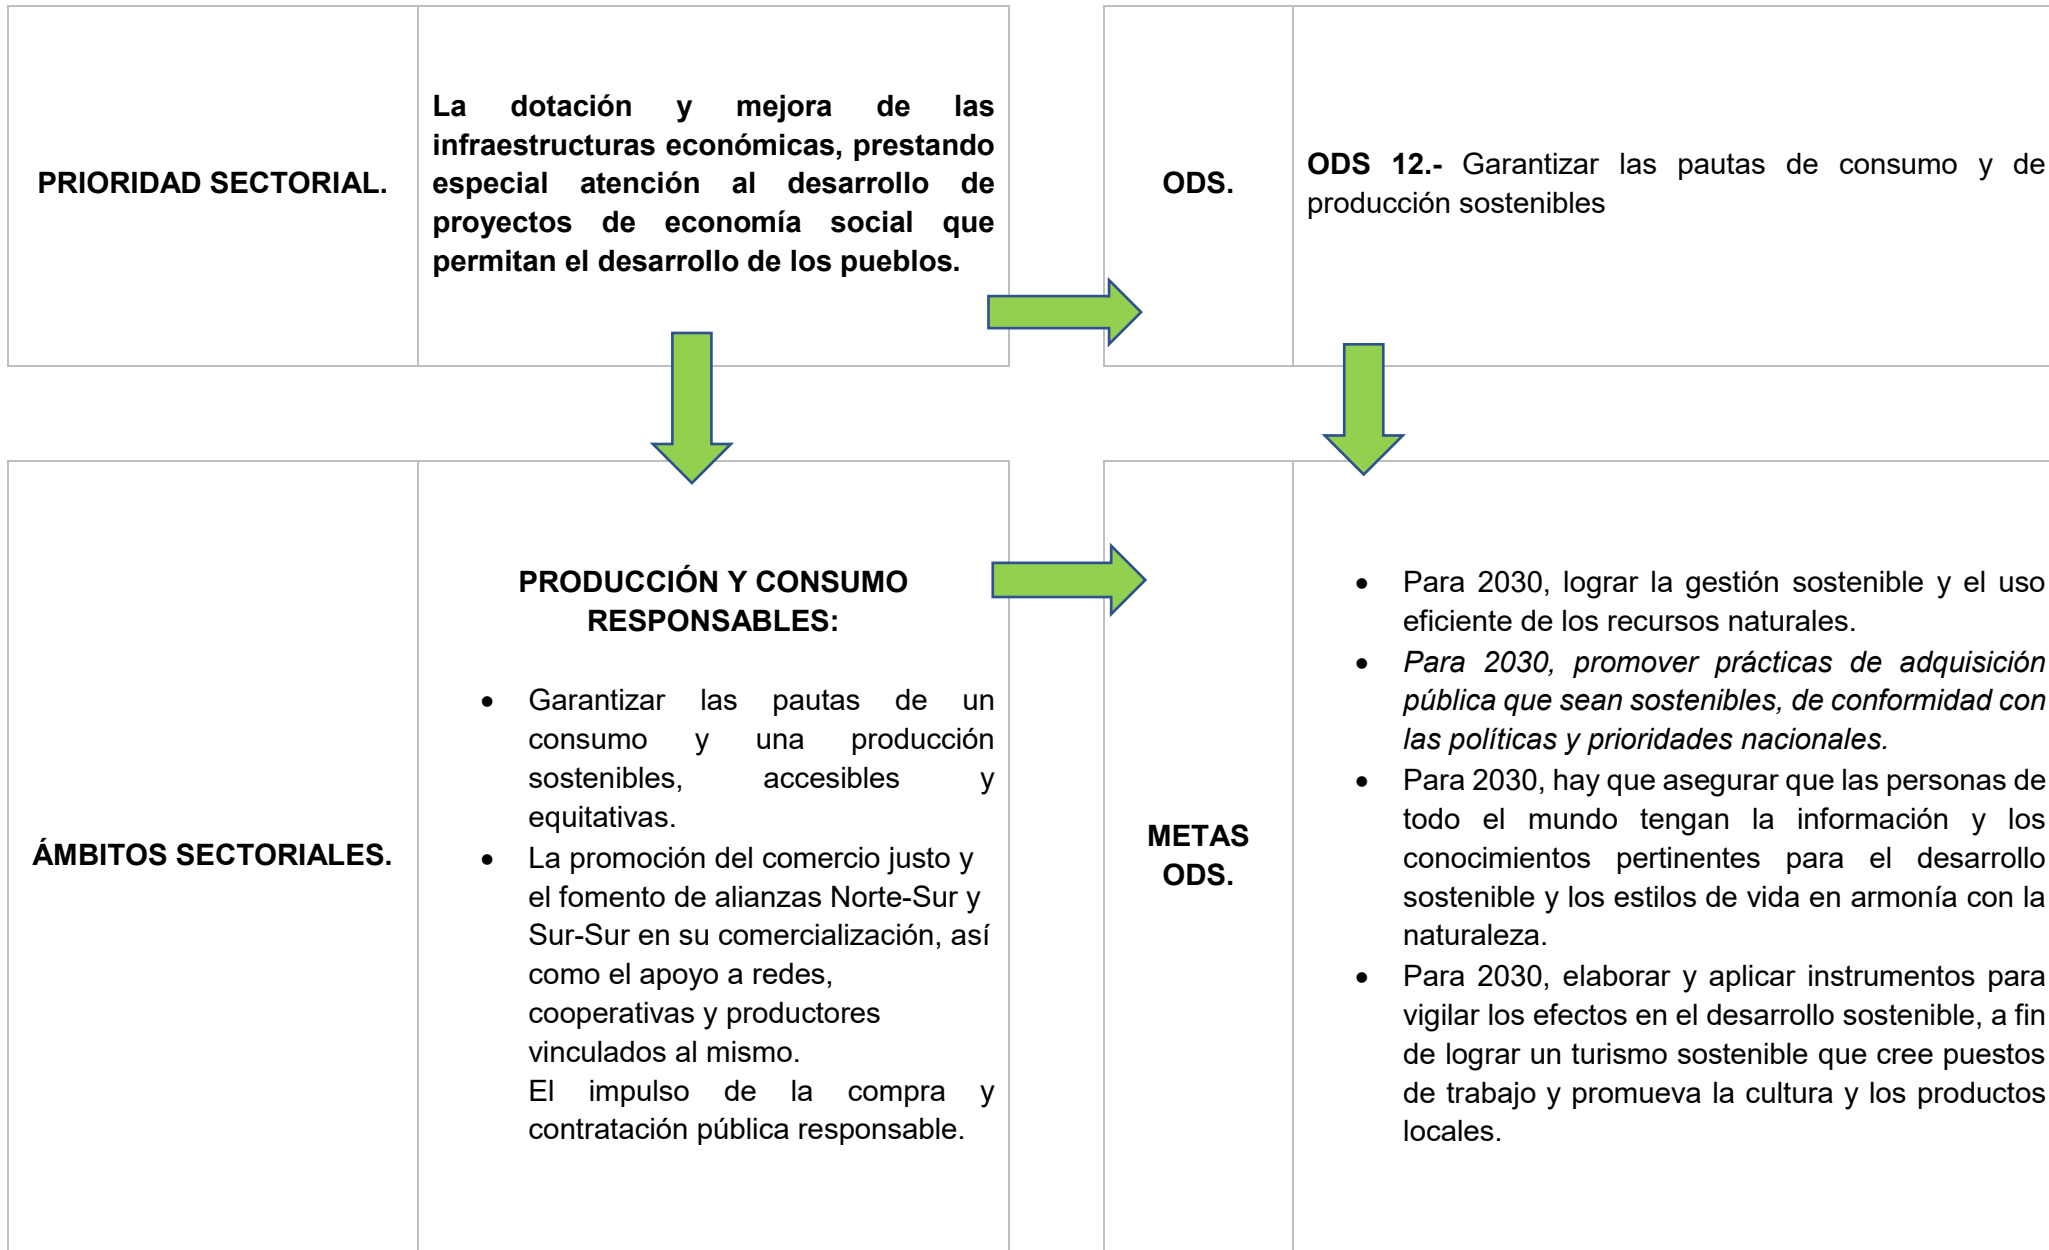 PRIORIDAD SECTORIAL.
La dotación y mejora de las
infraestructuras económicas, prestando
especial atención al desarrollo de
proyectos de economía social que
permitan el desarrollo de los pueblos.
ODS.
ODS 12.- Garantizar las pautas de consumo y de
producción sostenibles
ÁMBITOS SECTORIALES.
PRODUCCIÓN Y CONSUMO
RESPONSABLES:
• Garantizar las pautas de un
consumo y una producción
sostenibles, accesibles y
equitativas.
• La promoción del comercio justo y
el fomento de alianzas Norte-Sur y
Sur-Sur en su comercialización, así
como el apoyo a redes,
cooperativas y productores
vinculados al mismo.
El impulso de la compra y
contratación pública responsable.
METAS
ODS.
• Para 2030, lograr la gestión sostenible y el uso
eficiente de los recursos naturales.
• Para 2030, promover prácticas de adquisición
pública que sean sostenibles, de conformidad con
las políticas y prioridades nacionales.
• Para 2030, hay que asegurar que las personas de
todo el mundo tengan la información y los
conocimientos pertinentes para el desarrollo
sostenible y los estilos de vida en armonía con la
naturaleza.
• Para 2030, elaborar y aplicar instrumentos para
vigilar los efectos en el desarrollo sostenible, a fin
de lograr un turismo sostenible que cree puestos
de trabajo y promueva la cultura y los productos
locales.